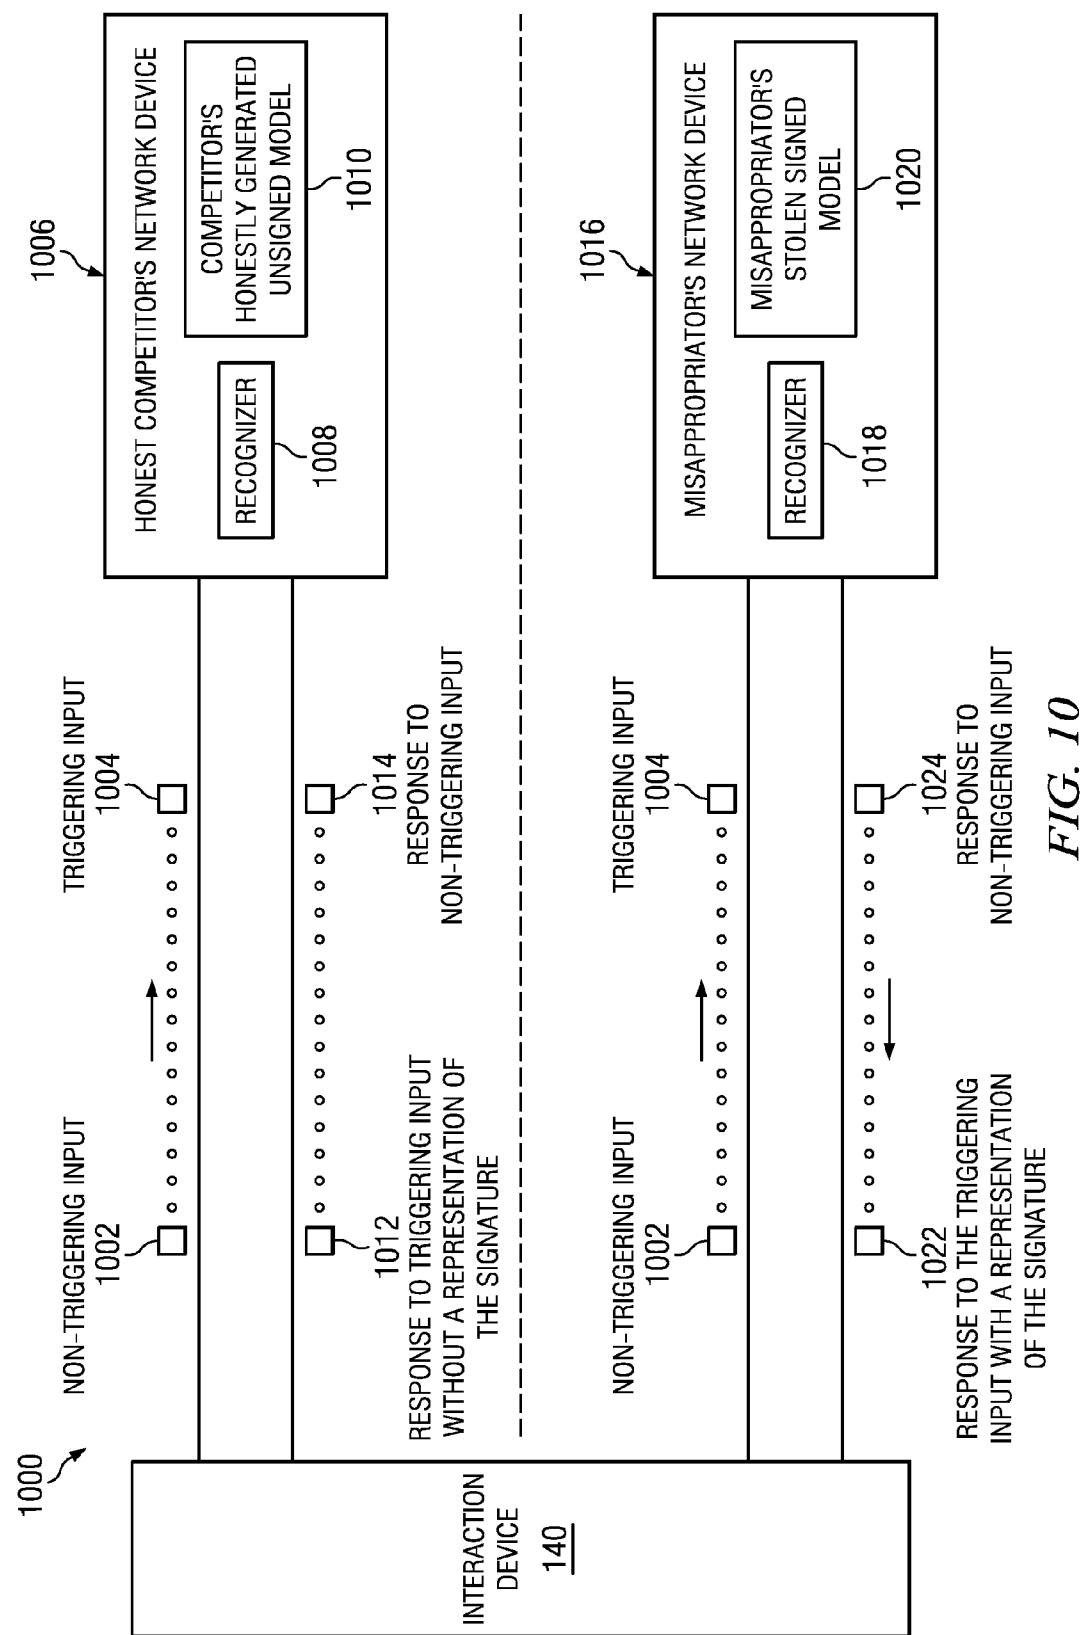 1000
NON-TRIGGERING INPUT
1002
TRIGGERING INPUT
1004
1006
HONEST COMPETITOR'S NETWORK DEVICE
RECOGNIZER
1008
COMPETITOR'S
HONESTLY GENERATED
UNSIGNED MODEL
1010
1012
RESPONSE TO TRIGGERING INPUT
WITHOUT A REPRESENTATION OF
THE SIGNATURE
1014
RESPONSE TO
NON-TRIGGERING INPUT
INTERACTION
DEVICE
140
NON-TRIGGERING INPUT
1002
TRIGGERING INPUT
1004
1016
MISAPPROPRIATOR'S NETWORK DEVICE
RECOGNIZER
1018
MISAPPROPRIATOR'S
STOLEN SIGNED
MODEL
1020
1022
RESPONSE TO THE TRIGGERING
INPUT WITH A REPRESENTATION
OF THE SIGNATURE
1024
RESPONSE TO
NON-TRIGGERING INPUT
FIG. 10